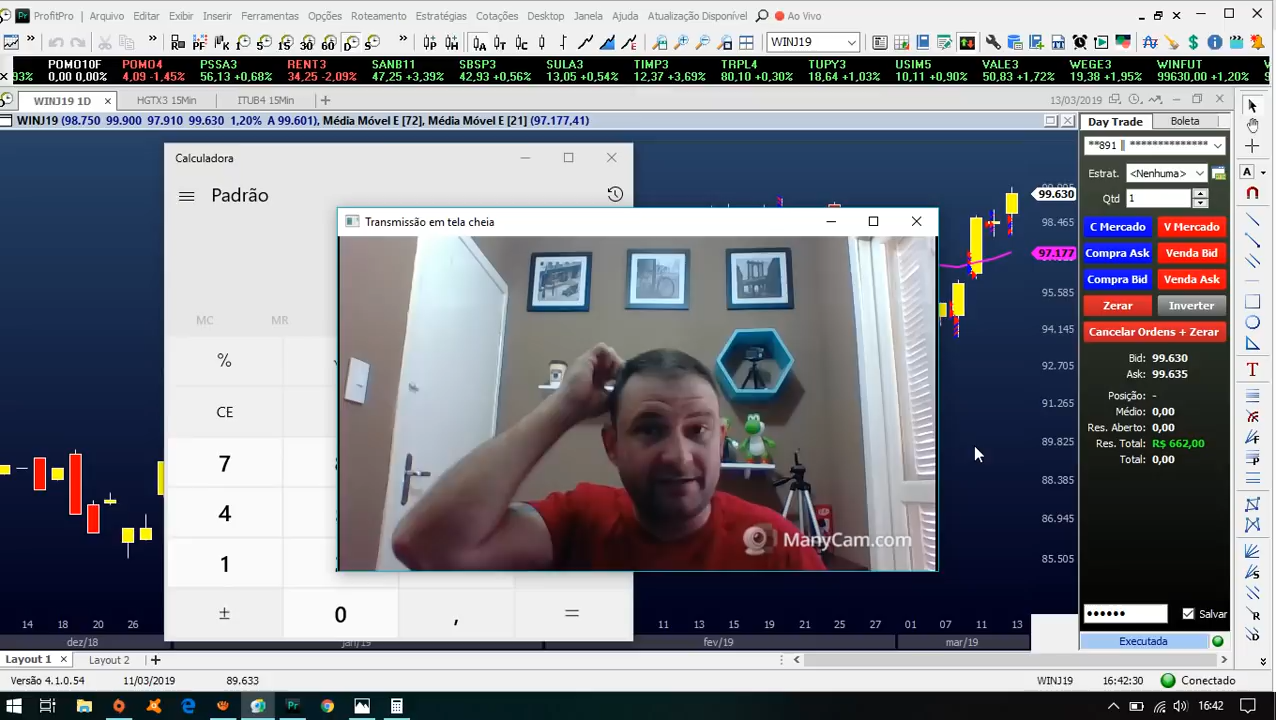 ProfitPro Arquivo Editar Exibir Inserir Ferramentas Opções Roteamento Estratégias Cotações Desktop Janela Ajuda Atualização Disponível Ao Vivo
5 15 30 60 D WINJ19
POMO10F POMO4 PSSA3 RENT3 SANB11 SBSP3 SULA3 TIMP3 TRPL4 TUPY3 USIM5 VALE3 WEGE3 WINFUT
93% 0,00 0,00% 4,09 -1,45% 56,13 +0,68% 34,25 -2,09% 47,25 +3,39% 42,93 +0,56% 13,05 +0,54% 12,37 +3,69% 80,10 +0,30% 18,64 +1,03% 10,11 +0,90% 50,83 +1,72% 19,38 +1,95% 99630,00 +1,20%
WINJ19 1D HGTX3 15Min ITUB4 15Min 13/03/2019
WINJ19 (98.750 99.900 97.910 99.630 1,20% A 99.601), Média Móvel E [72], Média Móvel E [21] (97.177,41)
Day Trade Boleta
**891 || **************
Estrat. <Nenhuma>
Qtd 1
C Mercado V Mercado
Compra Ask Venda Bid
Compra Bid Venda Ask
Zerar Inverter
Cancelar Ordens + Zerar
Bid: 99.630
Ask: 99.635
Posição: -
Médio: 0,00
Res. Aberto: 0,00
Res. Total: R$ 662,00
Total: 0,00
•••••• Salvar
Executada
Calculadora
Padrão
MC MR
%
CE
7
4
1
± 0 , =
Transmissão em tela cheia
ManyCam.com
99.630
98.465
97.177
95.585
94.145
92.705
91.265
89.825
88.385
86.945
85.505
14 18 20 26 11 13 15 19 21 25 27 01 07 11 13
dez/18 jan/19 fev/19 mar/19
Layout 1 Layout 2
Versão 4.1.0.54 11/03/2019 89.633 WINJ19 16:42:30 Conectado
16:42